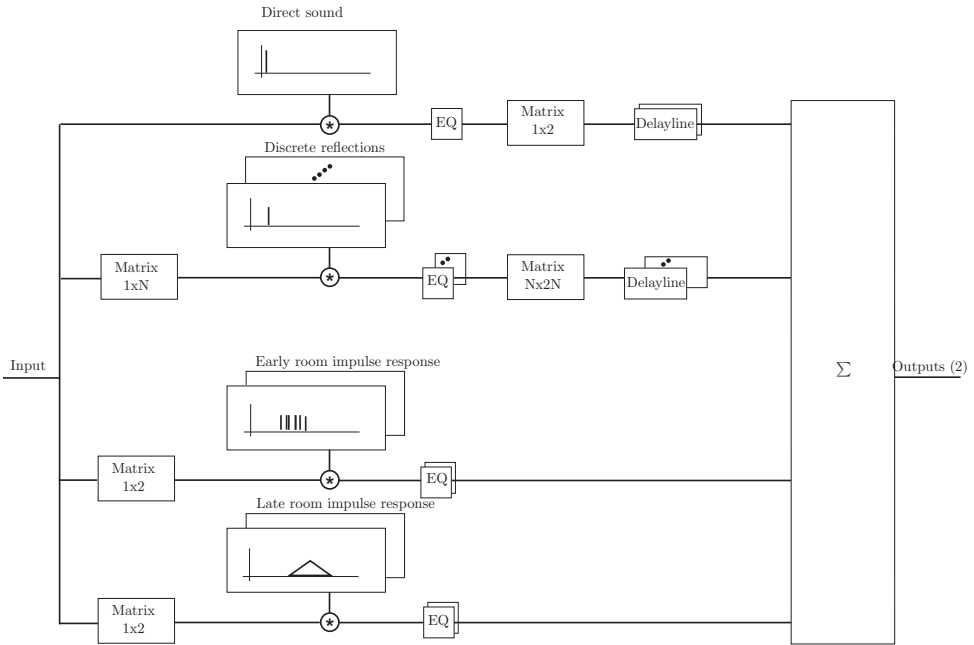 Direct sound
EQ
Matrix
1x2
Delayline
Discrete reflections
Matrix
1xN
EQ
Matrix
Nx2N
Delayline
Input
Early room impulse response
Σ
Outputs (2)
Matrix
1x2
EQ
Late room impulse response
Matrix
1x2
EQ